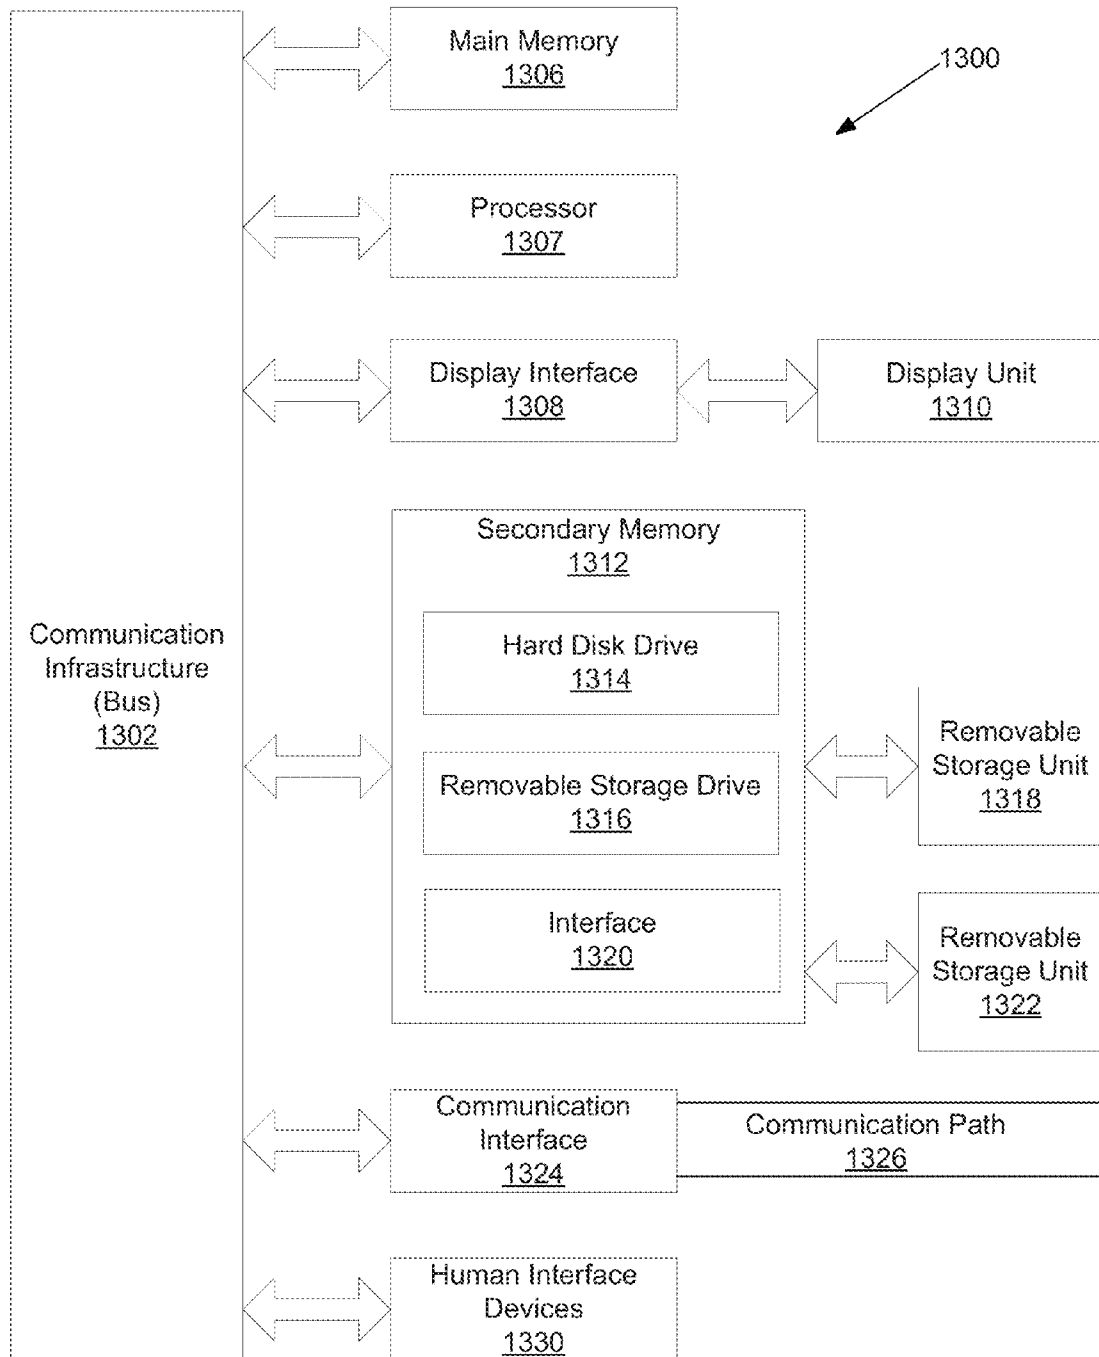 Main Memory
1306
1300
Processor
1307
Display Interface
1308
Display Unit
1310
Secondary Memory
1312
Hard Disk Drive
1314
Communication
Infrastructure
(Bus)
1302
Removable Storage Drive
1316
Removable
Storage Unit
1318
Interface
1320
Removable
Storage Unit
1322
Communication
Interface
1324
Communication Path
1326
Human Interface
Devices
1330